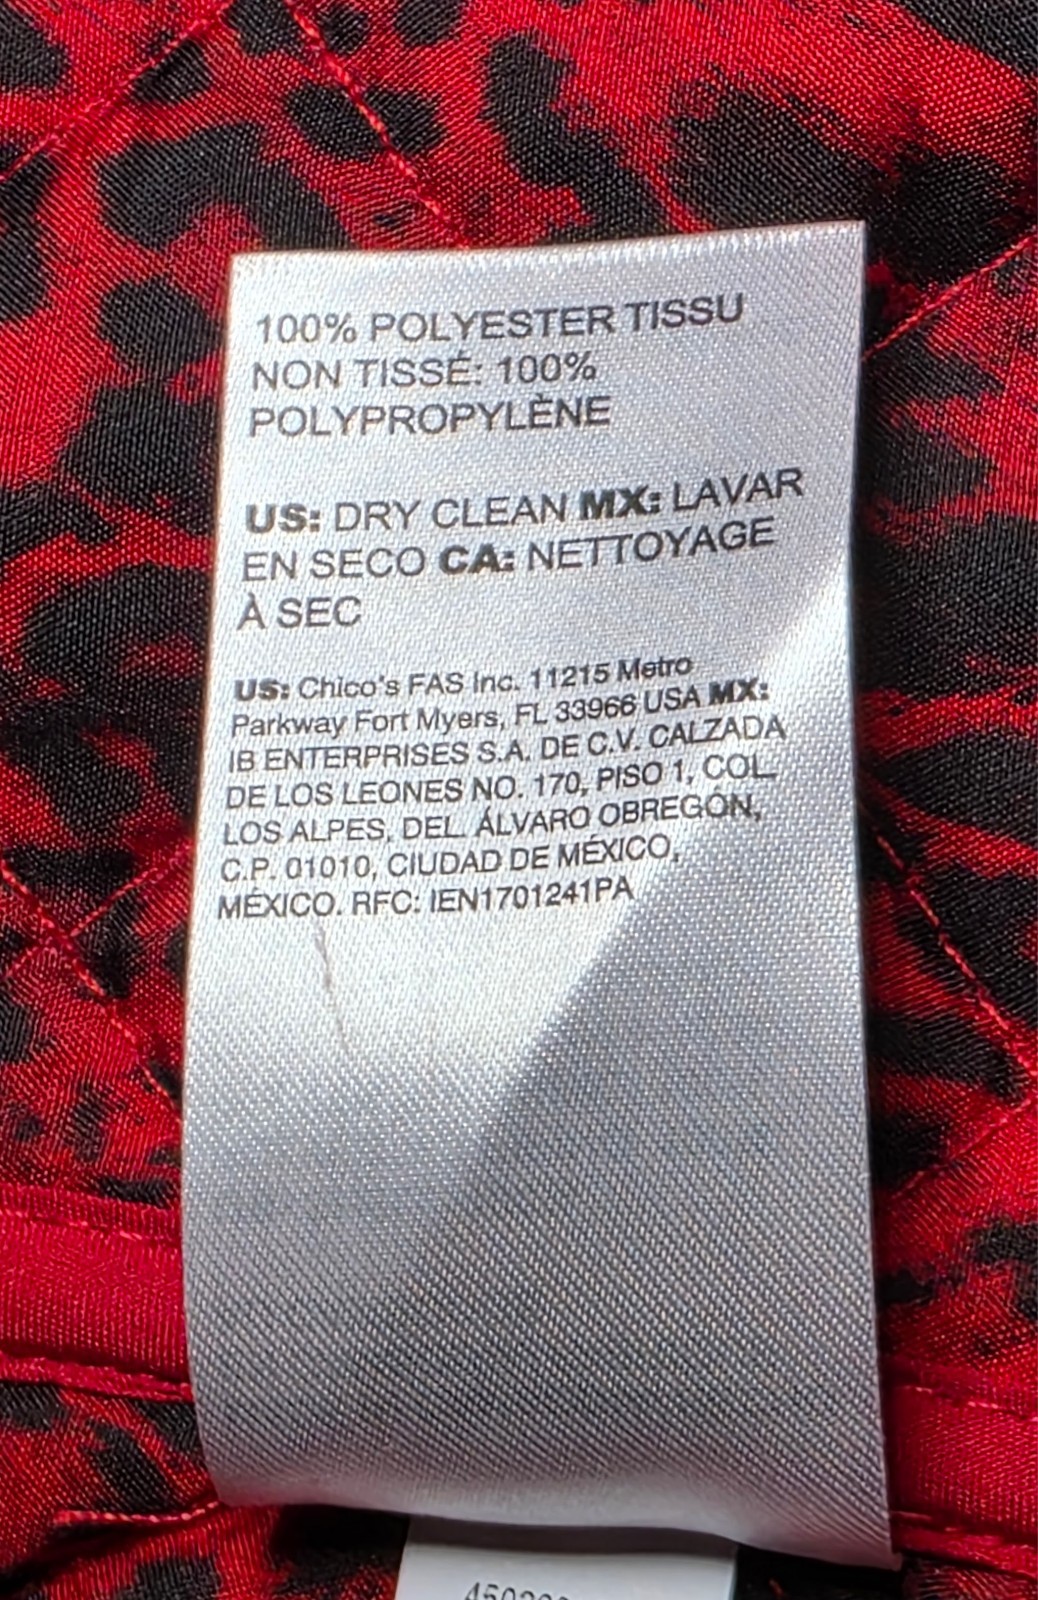 100% POLYESTER TISSU
NON TISSÉ: 100%
POLYPROPYLÈNE
US: DRY CLEAN MX: LAVAR
EN SECO CA: NETTOYAGE
À SEC
US: Chico's FAS Inc. 11215 Metro
Parkway Fort Myers, FL 33966 USA MX:
IB ENTERPRISES S.A. DE C.V. CALZADA
DE LOS LEONES NO. 170, PISO 1, COL.
LOS ALPES, DEL. ÁLVARO OBREGÓN,
C.P. 01010, CIUDAD DE MÉXICO,
MÉXICO. RFC: IEN1701241PA